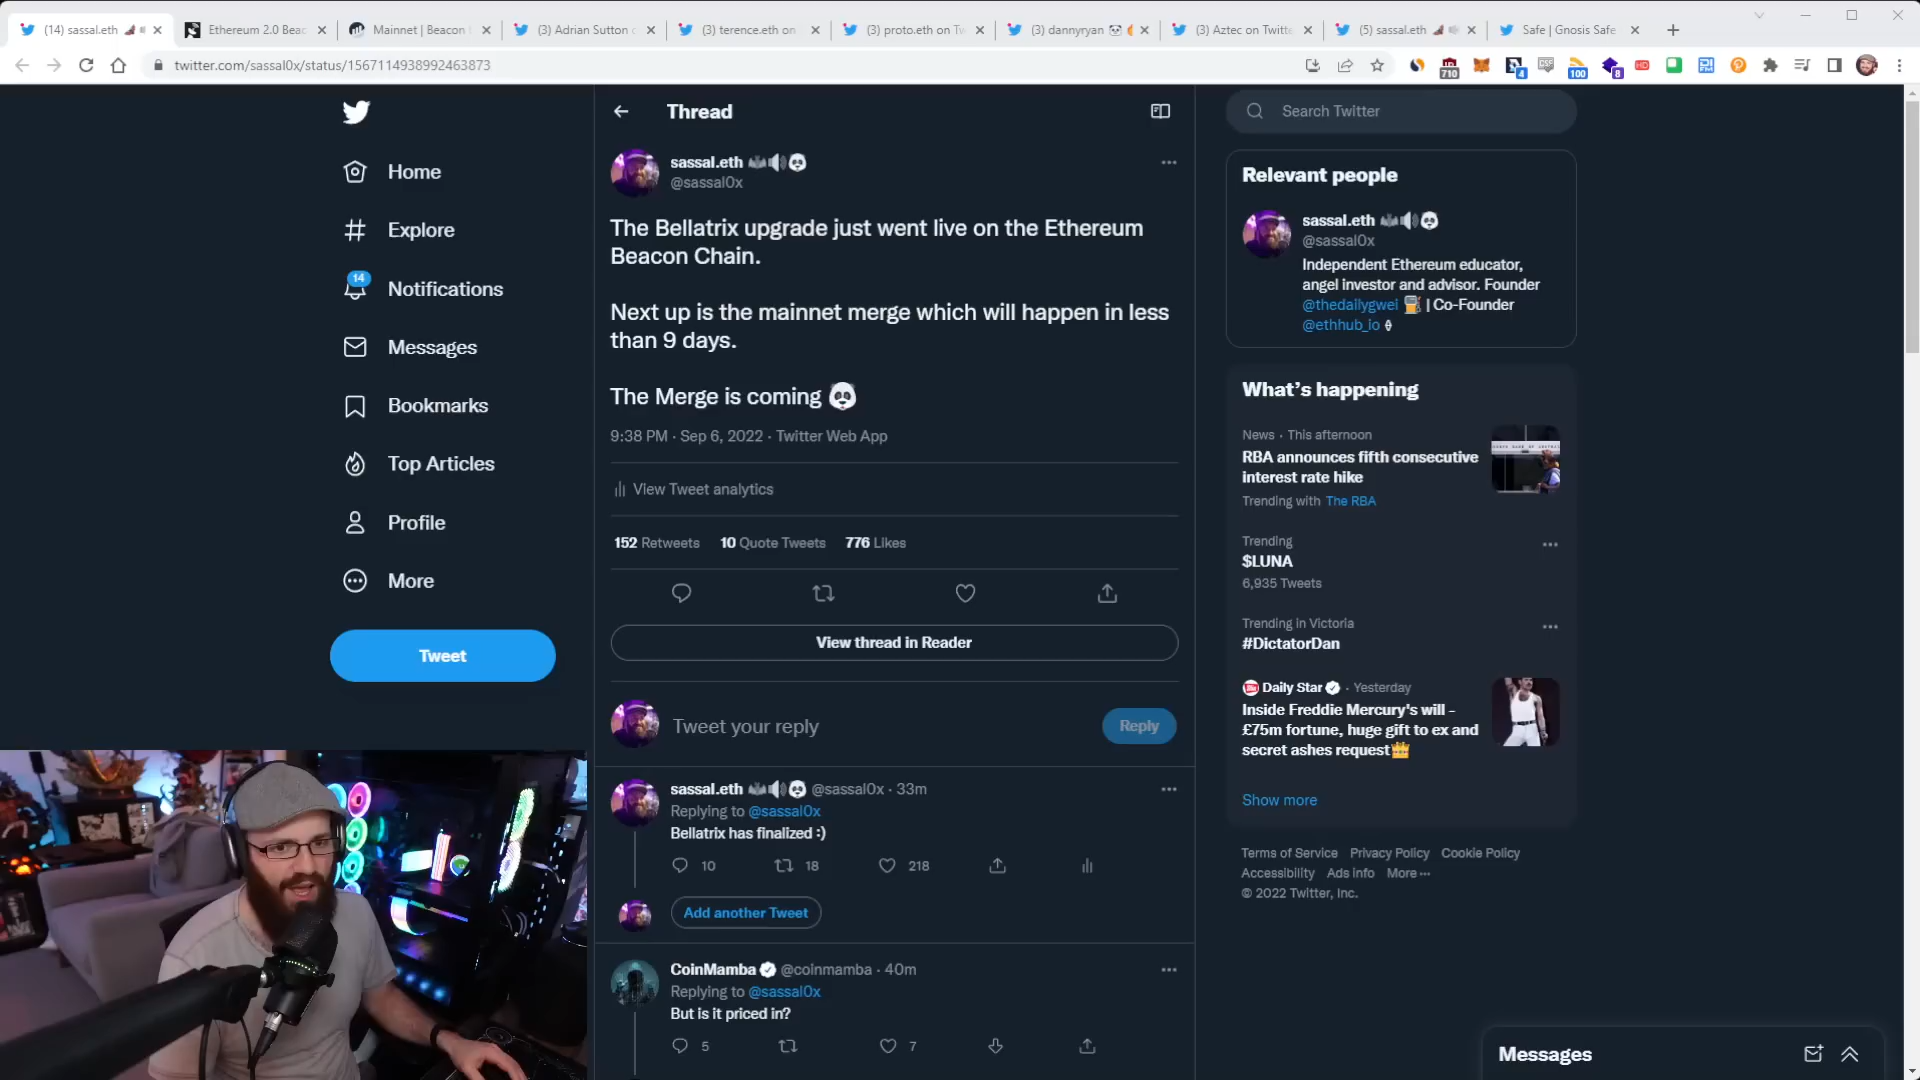 (14) sassal.eth
Ethereum 2.0 Beac
Mainnet | Beacon
(3) Adrian Sutton
(3) terence.eth on
(3) proto.eth on Tw
(3) dannyryan
(3) Aztec on Twitte
(5) sassal.eth
Safe | Gnosis Safe
twitter.com/sassal0x/status/1567114938992463873
710
4
100
8
HD
Home
Explore
14
Notifications
Messages
Bookmarks
Top Articles
Profile
More
Tweet
Thread
sassal.eth 🦇🔊🐼
@sassal0x
The Bellatrix upgrade just went live on the Ethereum
Beacon Chain.
Next up is the mainnet merge which will happen in less
than 9 days.
The Merge is coming 🐼
9:38 PM · Sep 6, 2022 · Twitter Web App
View Tweet analytics
152 Retweets 10 Quote Tweets 776 Likes
View thread in Reader
Tweet your reply
Reply
sassal.eth 🦇🔊🐼 @sassal0x · 33m
Replying to @sassal0x
Bellatrix has finalized :)
10 18 218
Add another Tweet
CoinMamba @coinmamba · 40m
Replying to @sassal0x
But is it priced in?
5 7
Search Twitter
Relevant people
sassal.eth 🦇🔊🐼
@sassal0x
Independent Ethereum educator,
angel investor and advisor. Founder
@thedailygwei ⛽ | Co-Founder
@ethhub_io
What's happening
News · This afternoon
RBA announces fifth consecutive
interest rate hike
Trending with The RBA
Trending
$LUNA
6,935 Tweets
Trending in Victoria
#DictatorDan
Daily Star · Yesterday
Inside Freddie Mercury's will -
£75m fortune, huge gift to ex and
secret ashes request👑
Show more
Terms of Service Privacy Policy Cookie Policy
Accessibility Ads info More ···
© 2022 Twitter, Inc.
Messages